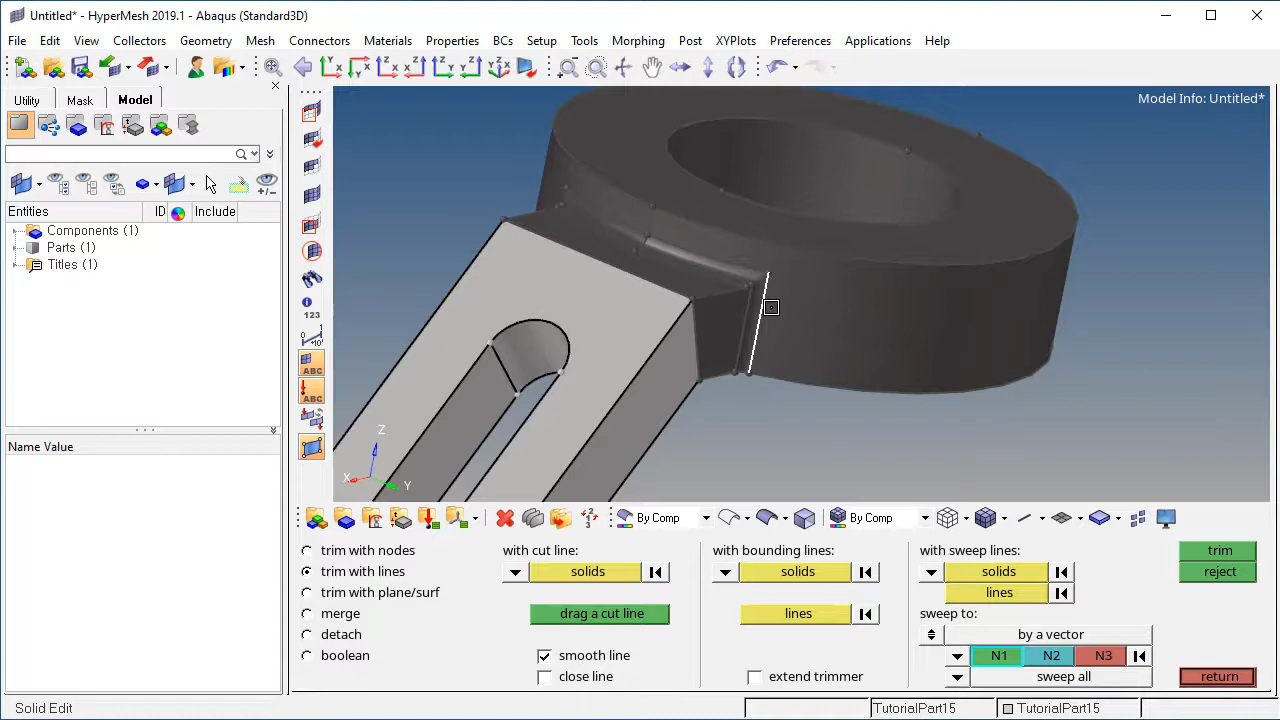 Untitled* - HyperMesh 2019.1 - Abaqus (Standard3D)
File Edit View Collectors Geometry Mesh Connectors Materials Properties BCs Setup Tools Morphing Post XYPlots Preferences Applications Help
Utility Mask Model
Model Info: Untitled*
Entities ID Include
Components (1)
Parts (1)
Titles (1)
Name Value
123
ABC
ABC
Z
X
Y
By Comp By Comp
trim with nodes with cut line: with bounding lines: with sweep lines: trim
trim with lines solids solids solids reject
trim with plane/surf lines
merge drag a cut line lines sweep to:
detach by a vector
boolean smooth line N1 N2 N3
close line extend trimmer sweep all return
Solid Edit TutorialPart15 TutorialPart15